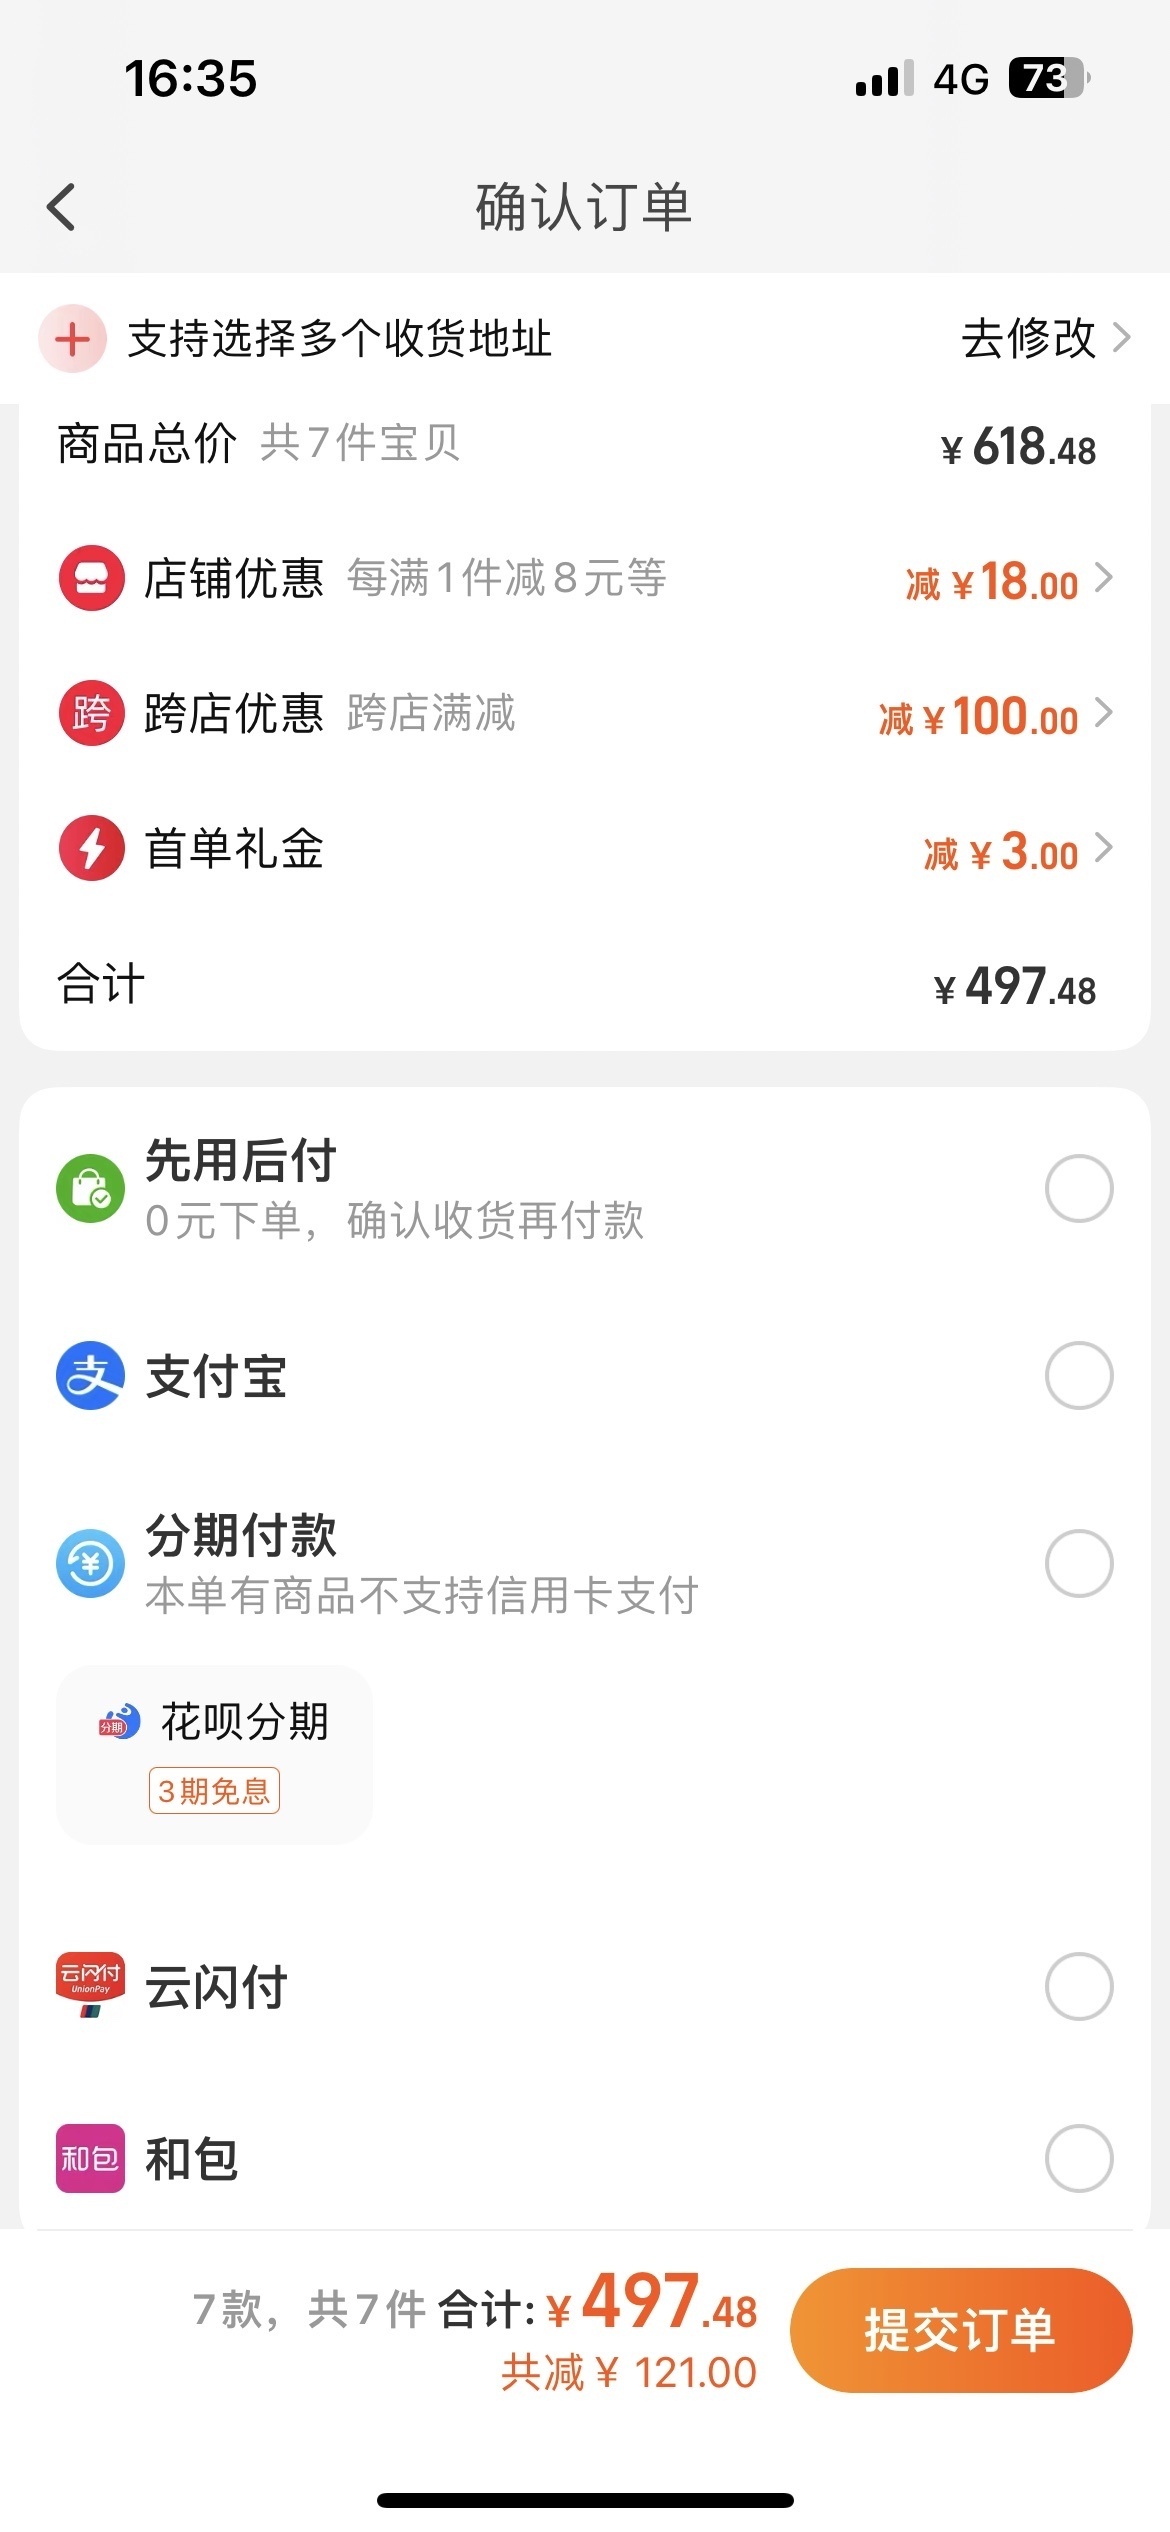 16:35 4G 73
确认订单
支持选择多个收货地址 去修改
商品总价 共7件宝贝 ¥618.48
店铺优惠 每满1件减8元等 减¥18.00
跨 跨店优惠 跨店满减 减¥100.00
首单礼金 减¥3.00
合计 ¥497.48
先用后付
0元下单，确认收货再付款
支 支付宝
分期付款
¥
本单有商品不支持信用卡支付
分期 花呗分期
3期免息
云闪付 UnionPay 云闪付
和包 和包
7款，共7件 合计:¥497.48
共减¥ 121.00
提交订单